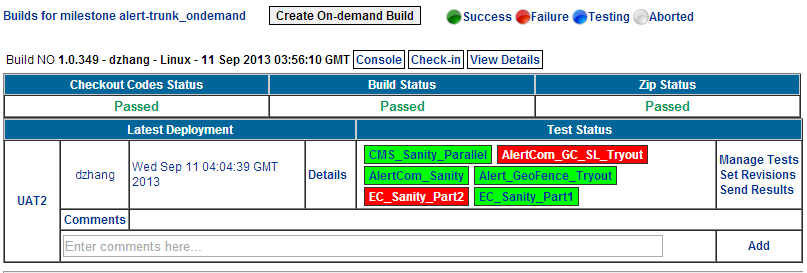 Builds for milestone alert-trunk_ondemand Create On-demand Build Success Failure Testing Aborted
Build NO 1.0.349 - dzhang - Linux - 11 Sep 2013 03:56:10 GMT Console Check-in View Details
Checkout Codes Status Build Status Zip Status
Passed Passed Passed
Latest Deployment Test Status
UAT2 dzhang Wed Sep 11 04:04:39 GMT
2013 Details
CMS_Sanity_Parallel AlertCom_GC_SL_Tryout
AlertCom_Sanity Alert_GeoFence_Tryout
EC_Sanity_Part2 EC_Sanity_Part1
Manage Tests
Set Revisions
Send Results
Comments
Enter comments here... Add